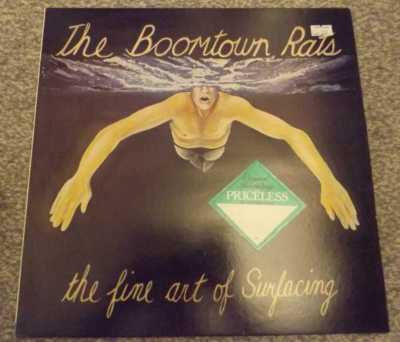 The Boomtown Rats
PRICELESS
the fine art of Surfacing